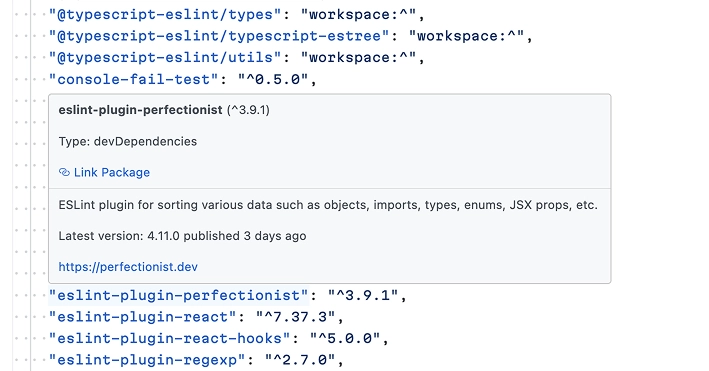 "@typescript-eslint/types": "workspace:^",
"@typescript-eslint/typescript-estree": "workspace:^",
"@typescript-eslint/utils": "workspace:^",
"console-fail-test": "^0.5.0",
eslint-plugin-perfectionist (^3.9.1)
Type: devDependencies
Link Package
ESLint plugin for sorting various data such as objects, imports, types, enums, JSX props, etc.
Latest version: 4.11.0 published 3 days ago
https://perfectionist.dev
"eslint-plugin-perfectionist": "^3.9.1",
"eslint-plugin-react": "^7.37.3",
"eslint-plugin-react-hooks": "^5.0.0",
"eslint-plugin-regexp": "^2.7.0",